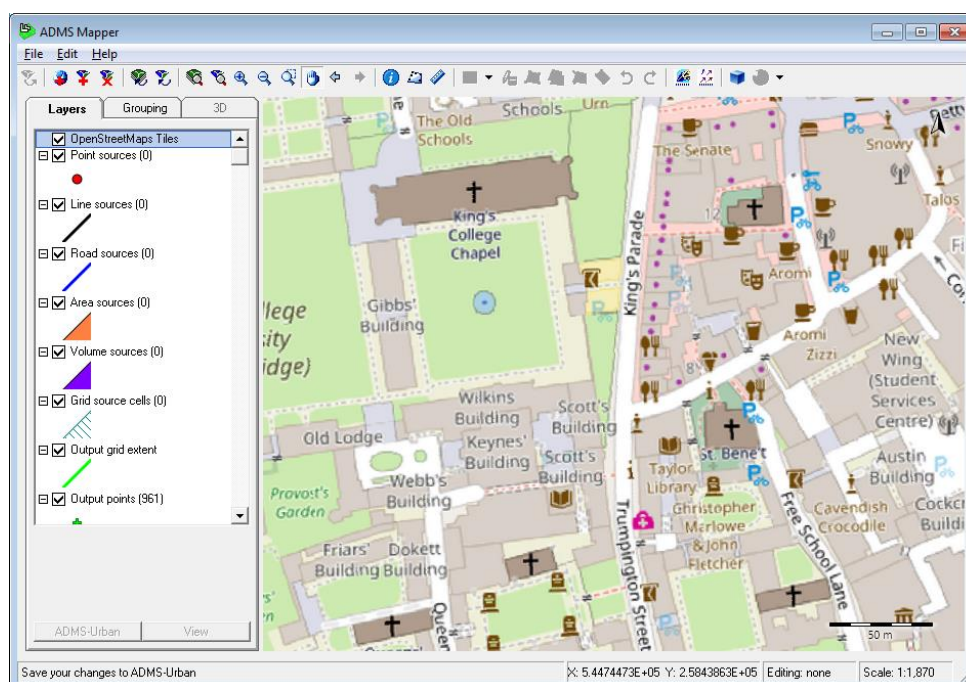 ADMS Mapper
File Edit Help
Layers Grouping 3D
OpenStreetMaps Tiles
Point sources (0)
Line sources (0)
Road sources (0)
Area sources (0)
Volume sources (0)
Grid source cells (0)
Output grid extent
Output points (961)
ADMS-Urban View
The Old
Schools
Schools
Urn
The Senate
Snowy
Talos
King's
College
Chapel
12
King's Parade
Aromi
Gibbs'
Building
llege
sity
idge)
Aromi
Zizzi
8
New
Wing
(Student
Services
Centre)
Wilkins
Building
Scott's
Building
Old Lodge
Keynes'
Building
Scott's
Building
St. Bene't
Austin
Building
Webb's
Building
Taylor
Library
Provost's
Garden
Christopher
Marlowe
& John
Fletcher
Cavendish
Crocodile
Cockcr
Buildi
Friars'
Building
Dokett
Building
Trumpington Street
Free School Lane
Queen
50 m
Save your changes to ADMS-Urban
X: 5.4474473E+05 Y: 2.5843863E+05
Editing: none
Scale: 1:1,870